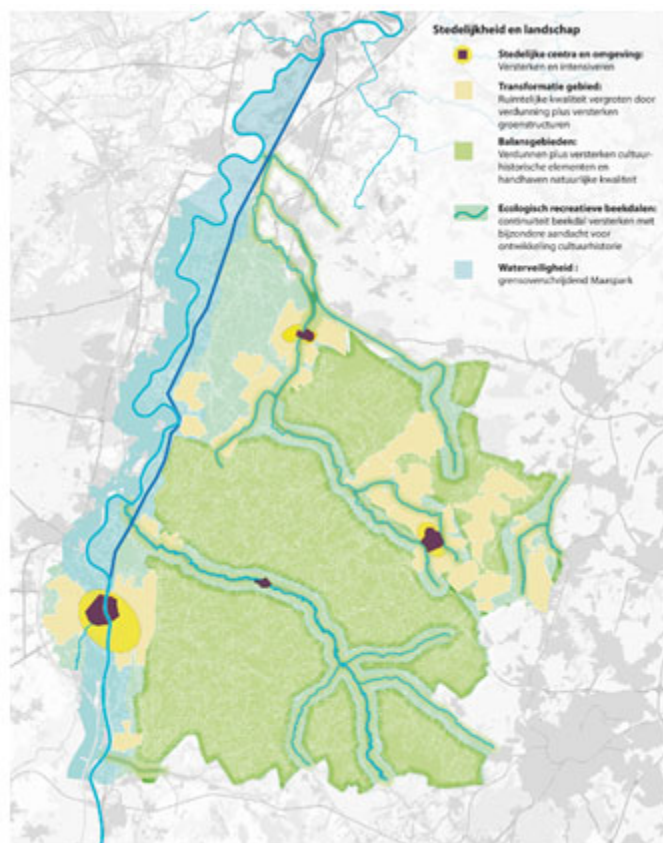 Stedelijkheid en landschap
Stedelijke centra en omgeving:
Versterken en intensiveren
Transformatie gebied:
Ruimtelijke kwaliteit vergroten door
verdunning plus versterken
groenstructuren
Balansgebieden:
Verdunnen plus versterken cultuur-
historische elementen en
handhaven natuurlijke kwaliteit
Ecologisch recreatieve beekdalen:
continuïteit beekdal versterken met
bijzondere aandacht voor
ontwikkeling cultuurhistorie
Waterveiligheid :
grensoverschrijdend Maaspark